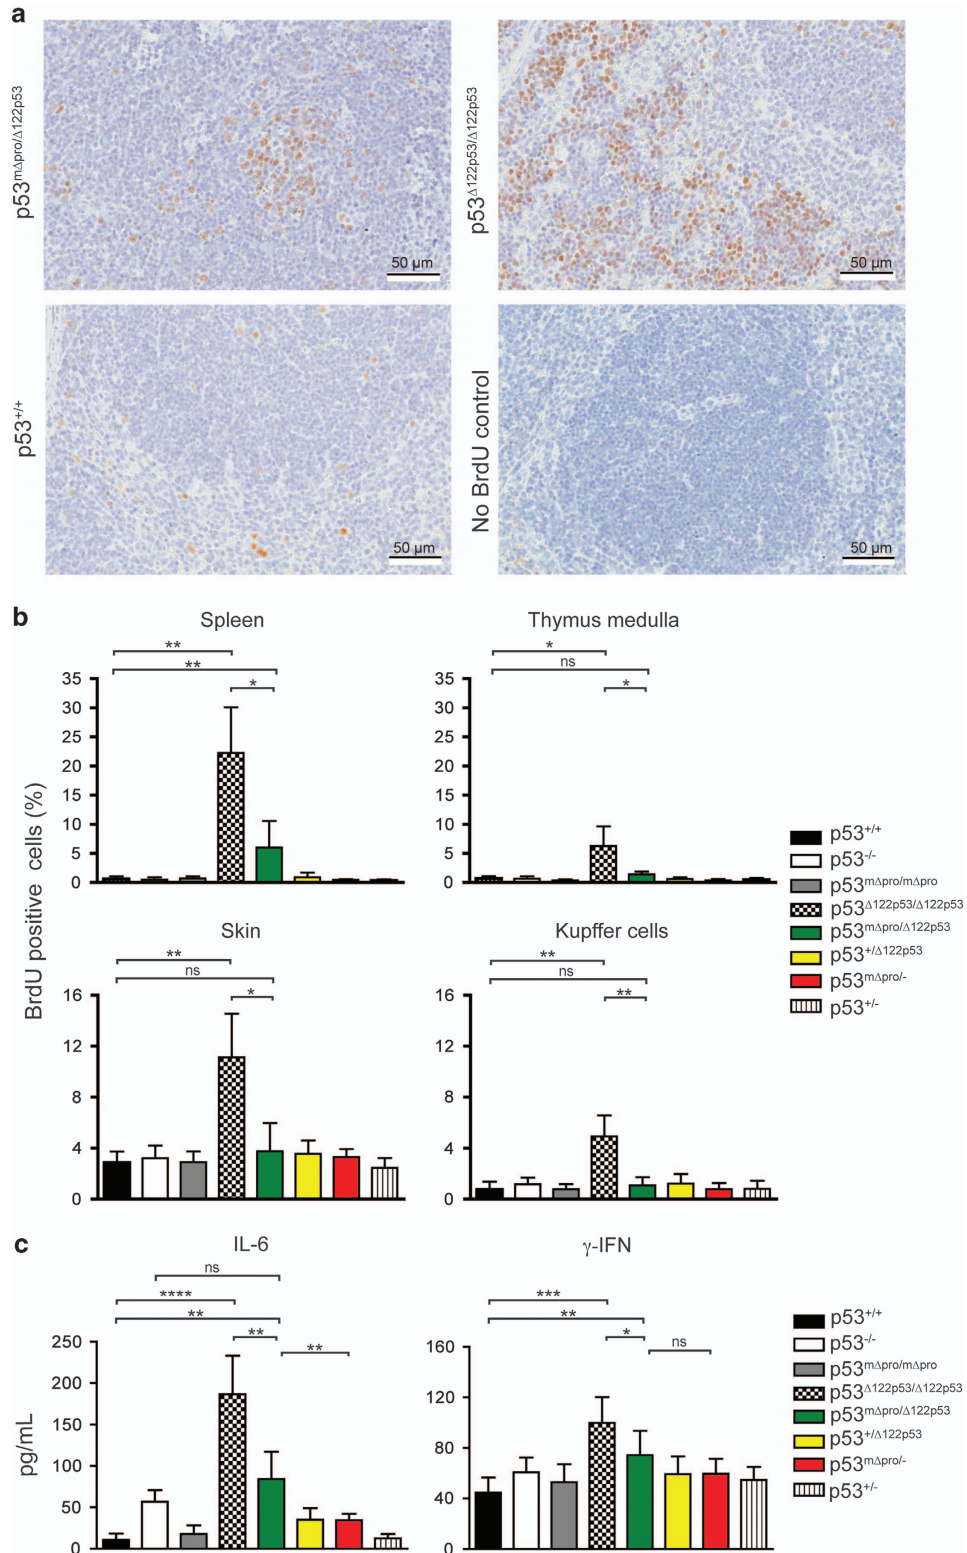 a
p53mΔpro/Δ122p53
50 µm
p53Δ122p53/Δ122p53
50 µm
p53+/+
50 µm
No BrdU control
50 µm
b
BrdU positive cells (%)
Spleen
**
**
*
35
30
25
20
15
10
5
0
Thymus medulla
*
ns
*
35
30
25
20
15
10
5
0
Skin
**
ns
*
16
12
8
4
0
Kupffer cells
**
ns
**
16
12
8
4
0
p53+/+
p53-/-
p53mΔpro/mΔpro
p53Δ122p53/Δ122p53
p53mΔpro/Δ122p53
p53+/Δ122p53
p53mΔpro/-
p53+/-
c
pg/mL
IL-6
ns
****
**
**
**
250
200
150
100
50
0
γ-IFN
***
**
*
ns
160
120
80
40
0
p53+/+
p53-/-
p53mΔpro/mΔpro
p53Δ122p53/Δ122p53
p53mΔpro/Δ122p53
p53+/Δ122p53
p53mΔpro/-
p53+/-